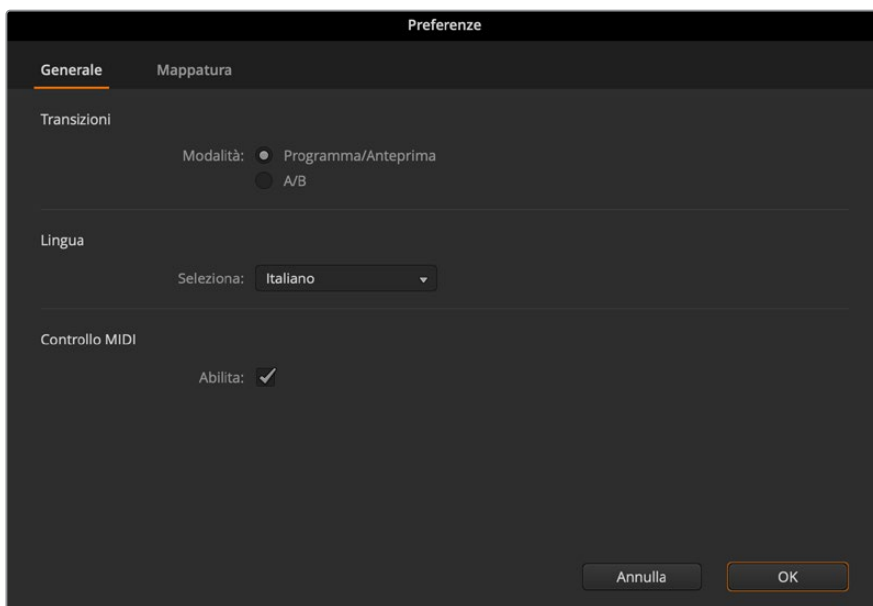 Preferenze
Generale Mappatura
Transizioni
Modalità: Programma/Anteprima
A/B
Lingua
Seleziona: Italiano
Controllo MIDI
Abilita:
Annulla OK